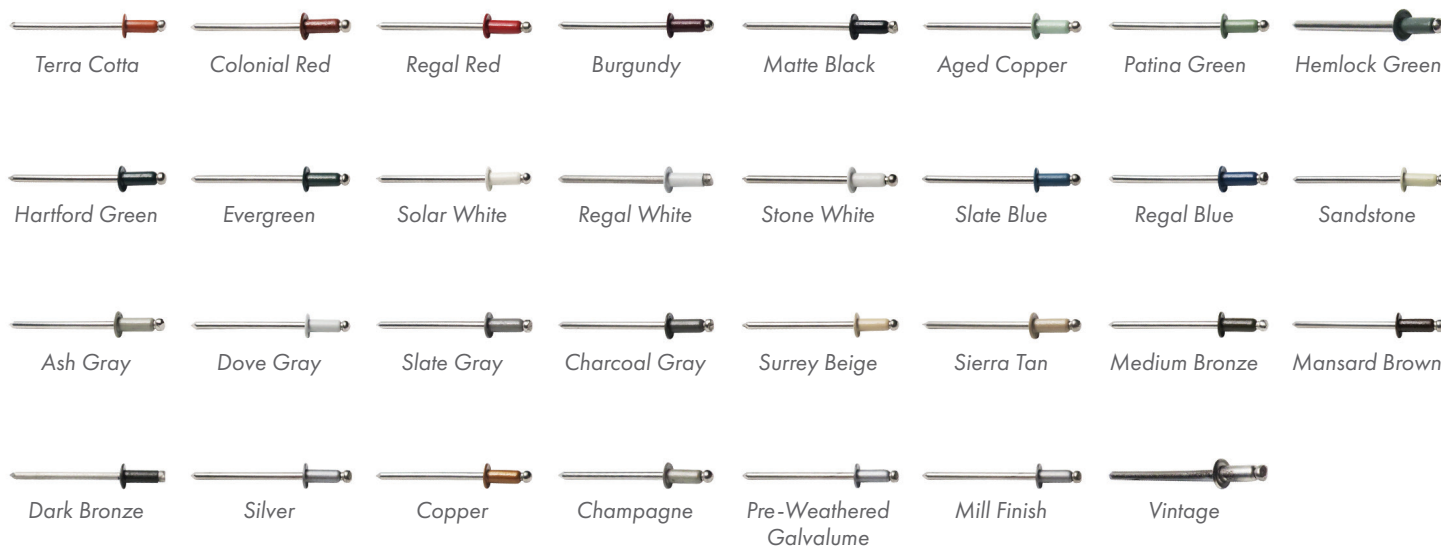 Terra Cotta
Colonial Red
Regal Red
Burgundy
Matte Black
Aged Copper
Patina Green
Hemlock Green
Hartford Green
Evergreen
Solar White
Regal White
Stone White
Slate Blue
Regal Blue
Sandstone
Ash Gray
Dove Gray
Slate Gray
Charcoal Gray
Surrey Beige
Sierra Tan
Medium Bronze
Mansard Brown
Dark Bronze
Silver
Copper
Champagne
Pre-Weathered
Galvalume
Mill Finish
Vintage